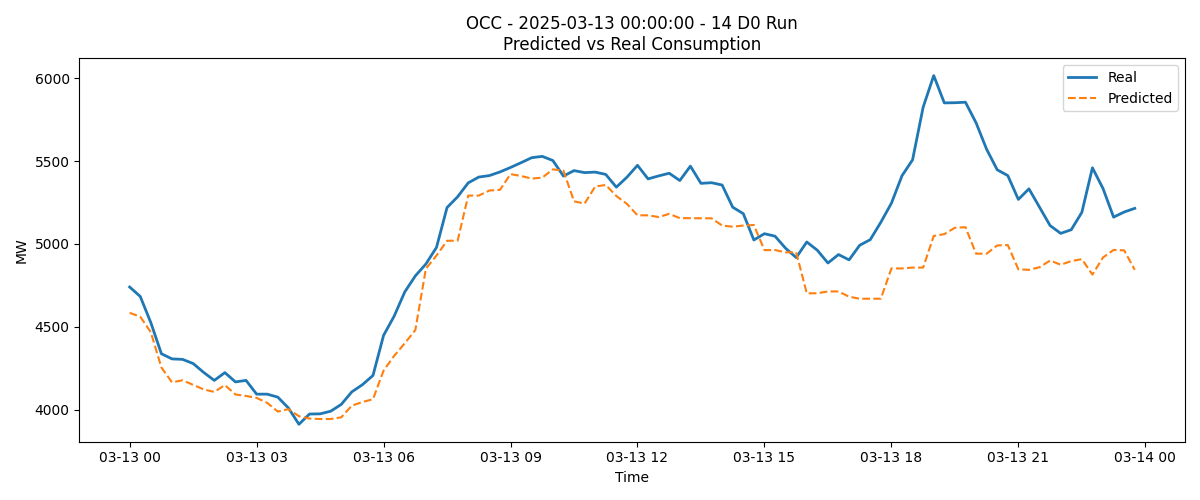 OCC - 2025-03-13 00:00:00 - 14 D0 Run
Predicted vs Real Consumption
Real
Predicted
MW
6000
5500
5000
4500
4000
03-13 00
03-13 03
03-13 06
03-13 09
03-13 12
03-13 15
03-13 18
03-13 21
03-14 00
Time